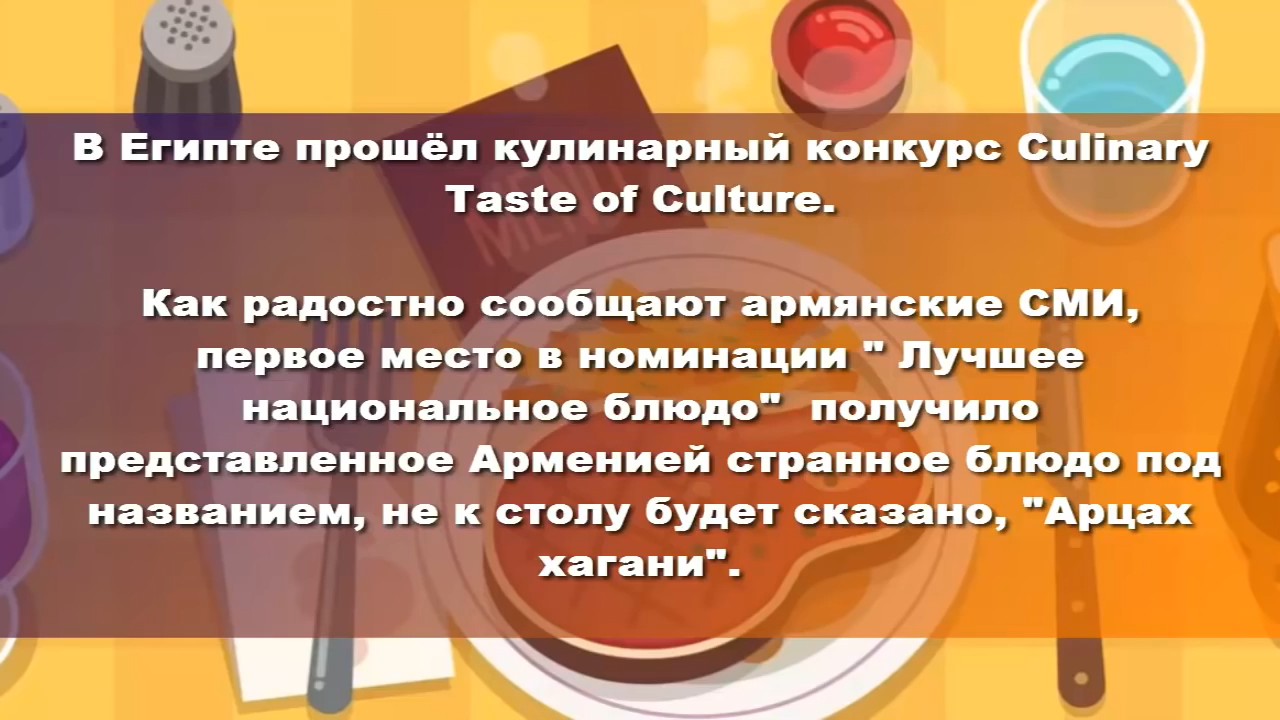 В Египте прошёл кулинарный конкурс Culinary
Taste of Culture.
Как радостно сообщают армянские СМИ,
первое место в номинации " Лучшее
национальное блюдо"  получило
представленное Арменией странное блюдо под
названием, не к столу будет сказано, "Арцах
хагани".
MENU